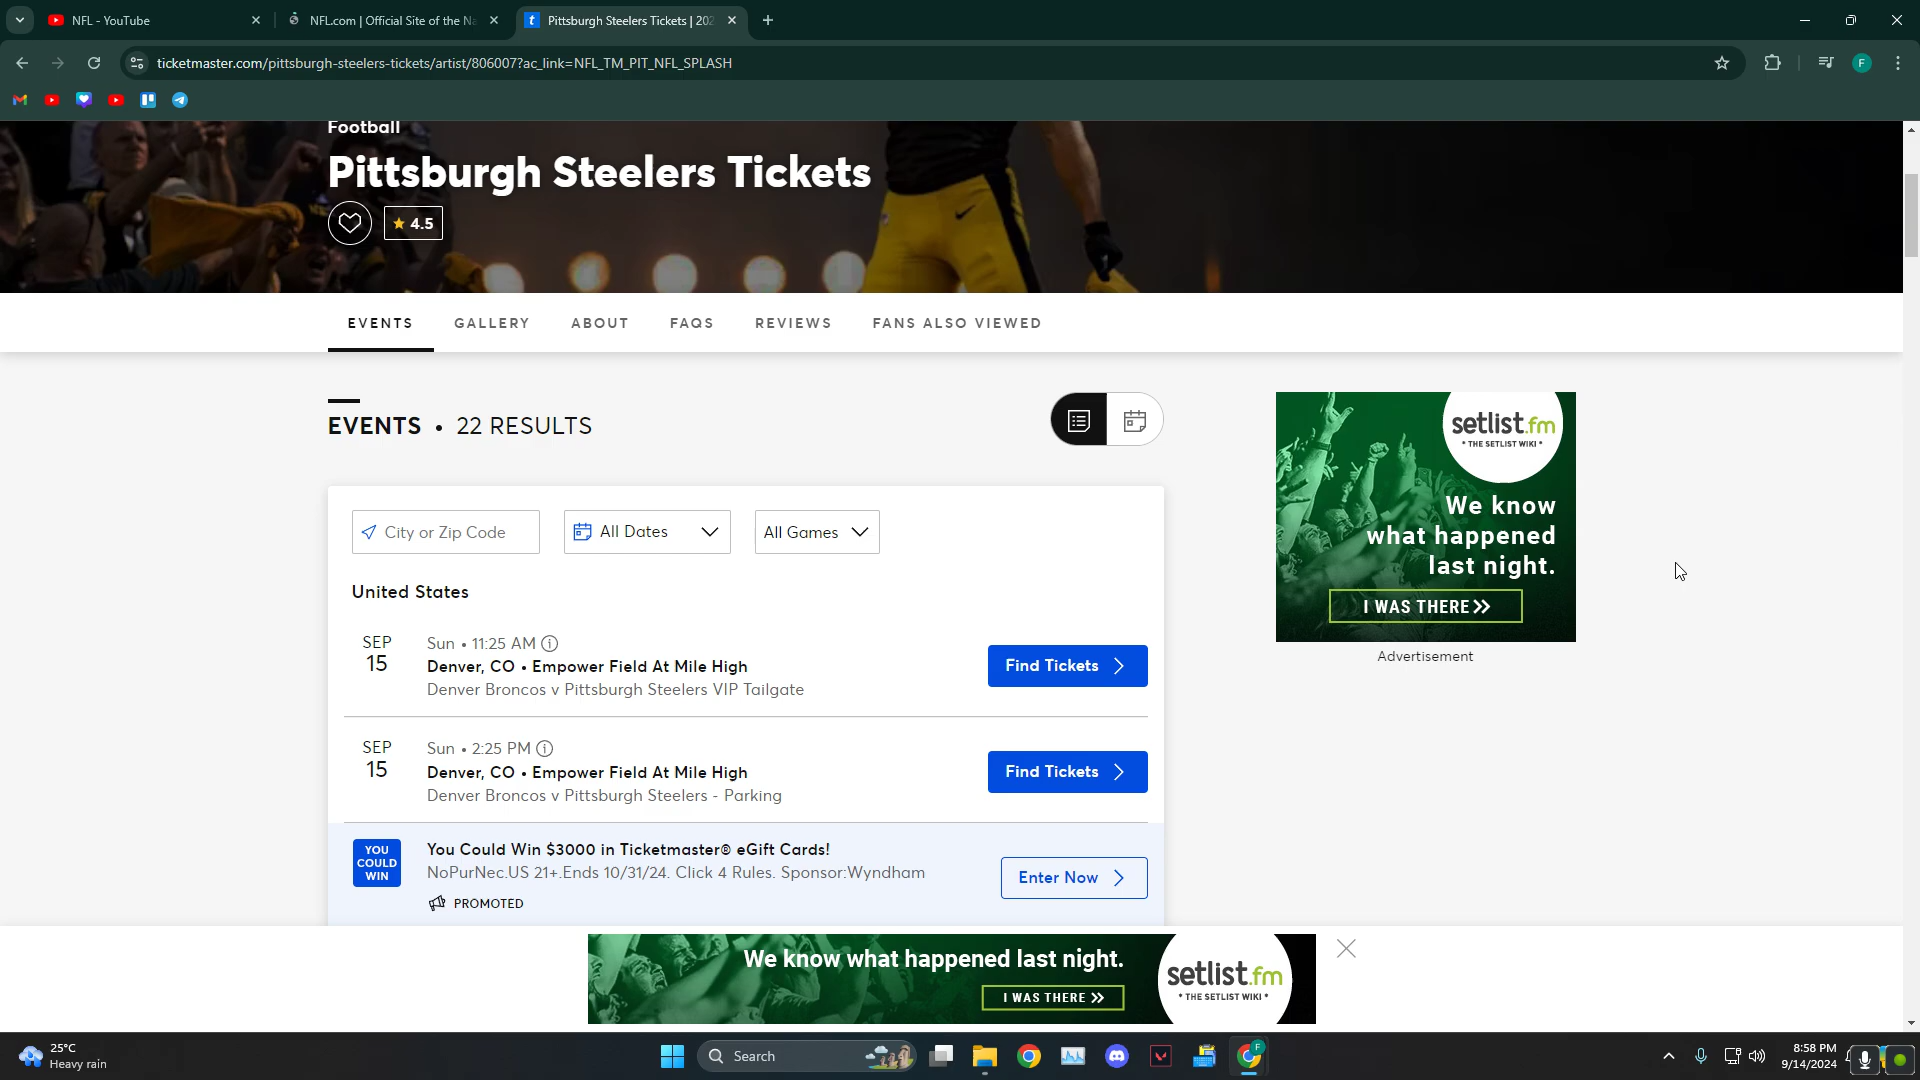 NFL - YouTube
NFL.com | Official Site of the Na
Pittsburgh Steelers Tickets | 202
ticketmaster.com/pittsburgh-steelers-tickets/artist/806007?ac_link=NFL_TM_PIT_NFL_SPLASH
F
Football
Pittsburgh Steelers Tickets
4.5
EVENTS GALLERY ABOUT FAQS REVIEWS FANS ALSO VIEWED
EVENTS • 22 RESULTS
City or Zip Code All Dates All Games
United States
SEP
15
Sun • 11:25 AM
Denver, CO • Empower Field At Mile High
Denver Broncos v Pittsburgh Steelers VIP Tailgate
Find Tickets
SEP
15
Sun • 2:25 PM
Denver, CO • Empower Field At Mile High
Denver Broncos v Pittsburgh Steelers - Parking
Find Tickets
YOU
COULD
WIN
You Could Win $3000 in Ticketmaster® eGift Cards!
NoPurNec.US 21+.Ends 10/31/24. Click 4 Rules. Sponsor:Wyndham
PROMOTED
Enter Now
setlist.fm
* THE SETLIST WIKI *
We know
what happened
last night.
I WAS THERE
Advertisement
We know what happened last night.
I WAS THERE
setlist.fm
* THE SETLIST WIKI *
25°C
Heavy rain
Search
F
8:58 PM
9/14/2024